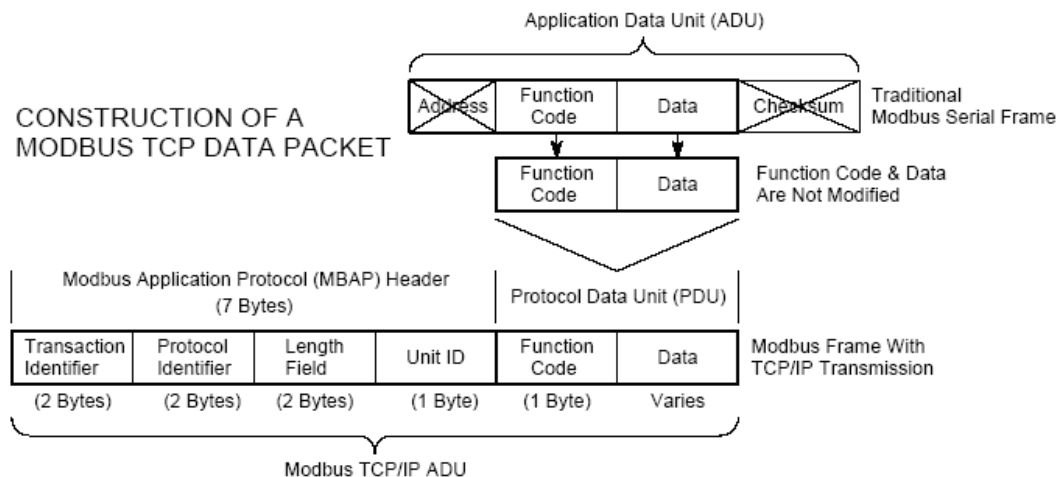 Application Data Unit (ADU)
CONSTRUCTION OF A
MODBUS TCP DATA PACKET
Address
Function
Code
Data
Checksum
Traditional
Modbus Serial Frame
Function
Code
Data
Function Code & Data
Are Not Modified
Modbus Application Protocol (MBAP) Header
(7 Bytes)
Protocol Data Unit (PDU)
Transaction
Identifier
Protocol
Identifier
Length
Field
Unit ID
Function
Code
Data
Modbus Frame With
TCP/IP Transmission
(2 Bytes)
(2 Bytes)
(2 Bytes)
(1 Byte)
(1 Byte)
Varies
Modbus TCP/IP ADU